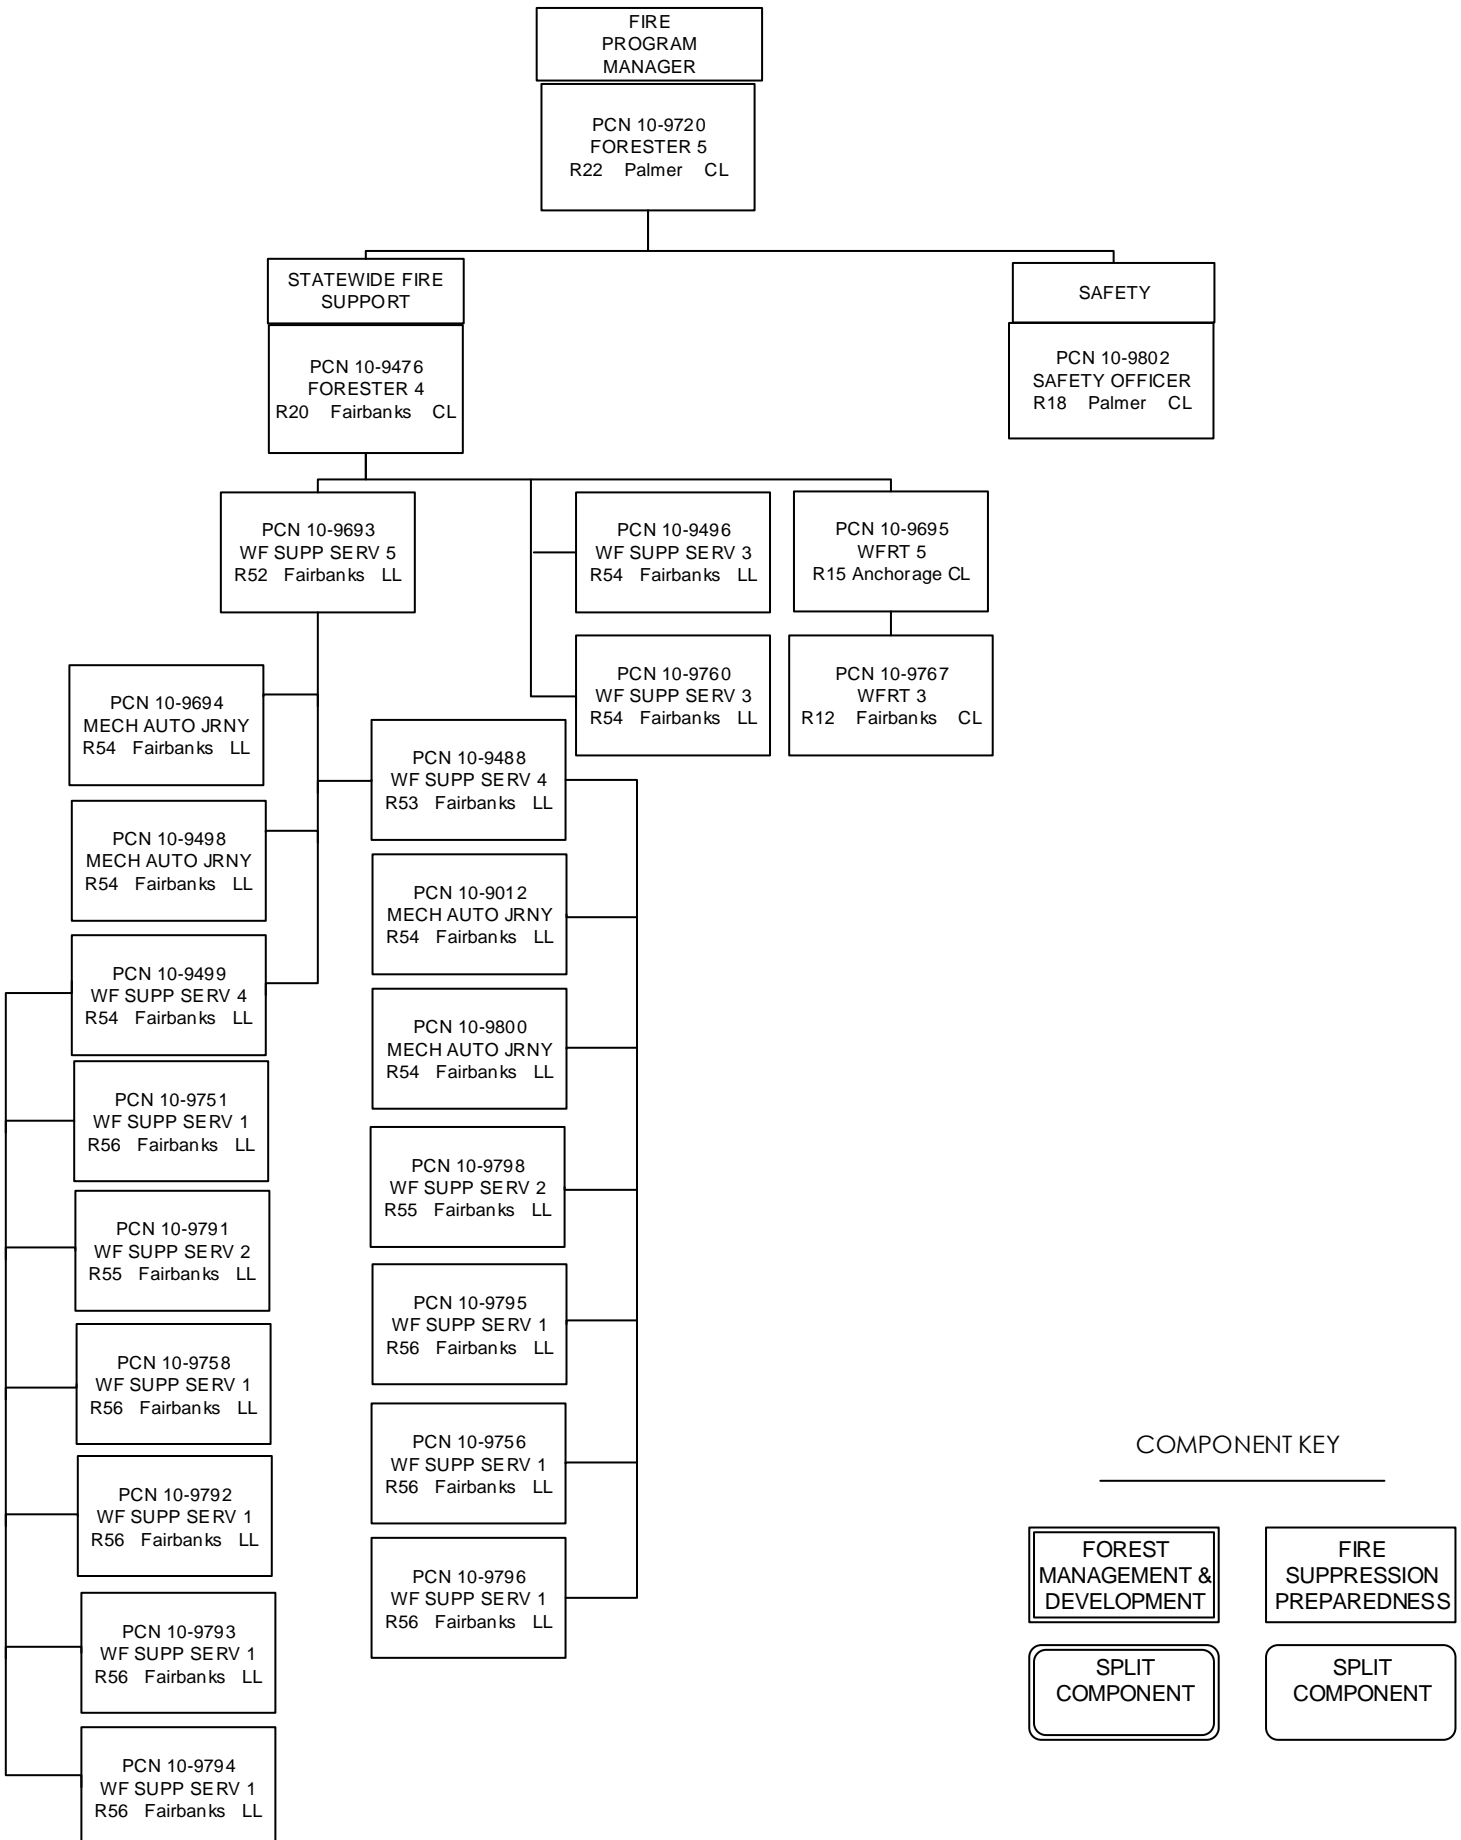 FIRE
PROGRAM
MANAGER
PCN 10-9720
FORESTER 5
R22 Palmer CL
STATEWIDE FIRE
SUPPORT
SAFETY
PCN 10-9476
FORESTER 4
R20 Fairbanks CL
PCN 10-9802
SAFETY OFFICER
R18 Palmer CL
PCN 10-9693
WF SUPP SERV 5
R52 Fairbanks LL
PCN 10-9496
WF SUPP SERV 3
R54 Fairbanks LL
PCN 10-9695
WFRT 5
R15 Anchorage CL
PCN 10-9760
WF SUPP SERV 3
R54 Fairbanks LL
PCN 10-9767
WFRT 3
R12 Fairbanks CL
PCN 10-9694
MECH AUTO JRNY
R54 Fairbanks LL
PCN 10-9498
MECH AUTO JRNY
R54 Fairbanks LL
PCN 10-9499
WF SUPP SERV 4
R54 Fairbanks LL
PCN 10-9751
WF SUPP SERV 1
R56 Fairbanks LL
PCN 10-9791
WF SUPP SERV 2
R55 Fairbanks LL
PCN 10-9758
WF SUPP SERV 1
R56 Fairbanks LL
PCN 10-9792
WF SUPP SERV 1
R56 Fairbanks LL
PCN 10-9793
WF SUPP SERV 1
R56 Fairbanks LL
PCN 10-9794
WF SUPP SERV 1
R56 Fairbanks LL
PCN 10-9488
WF SUPP SERV 4
R53 Fairbanks LL
PCN 10-9012
MECH AUTO JRNY
R54 Fairbanks LL
PCN 10-9800
MECH AUTO JRNY
R54 Fairbanks LL
PCN 10-9798
WF SUPP SERV 2
R55 Fairbanks LL
PCN 10-9795
WF SUPP SERV 1
R56 Fairbanks LL
PCN 10-9756
WF SUPP SERV 1
R56 Fairbanks LL
PCN 10-9796
WF SUPP SERV 1
R56 Fairbanks LL
COMPONENT KEY
FOREST
MANAGEMENT &
DEVELOPMENT
FIRE
SUPPRESSION
PREPAREDNESS
SPLIT
COMPONENT
SPLIT
COMPONENT